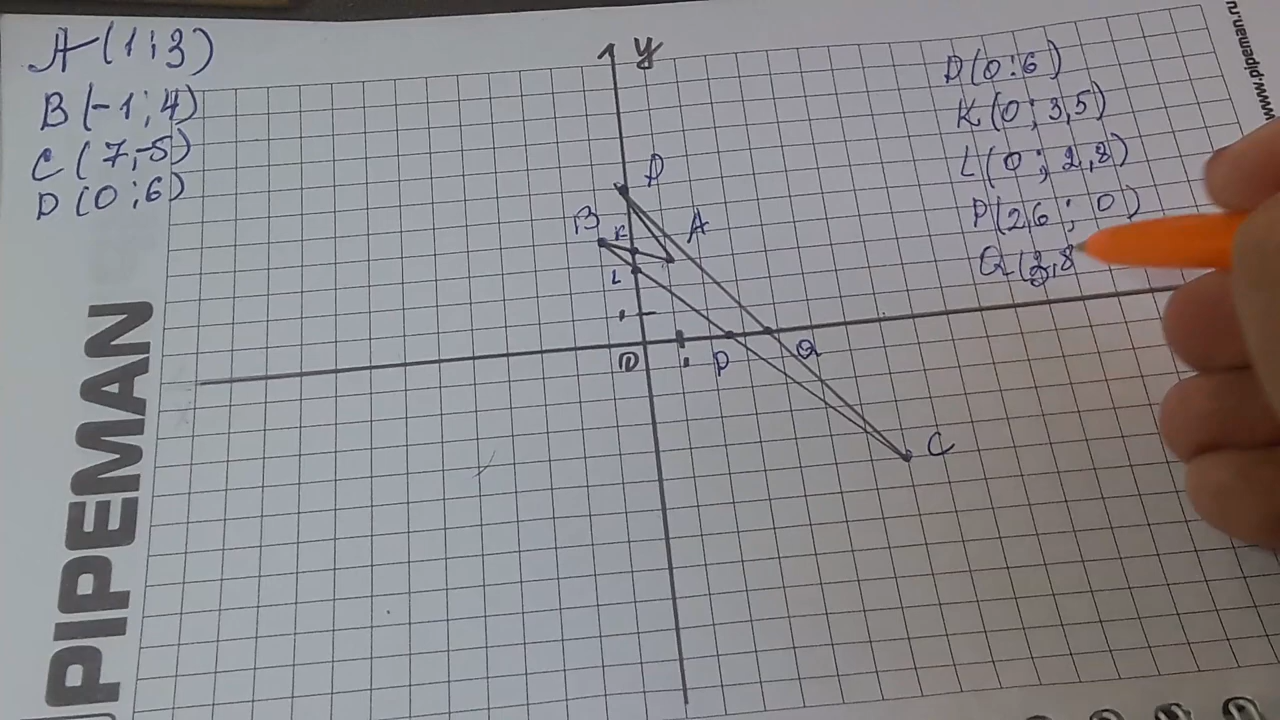 A(1;3)
B(-1;4)
C(7;-5)
D(0;6)
y
D
B
K
A
L
O
P
Q
C
D(0;6)
K(0;3,5)
L(0;2,8)
P(2,6;0)
PIPEMAN
www.pipeman.ru